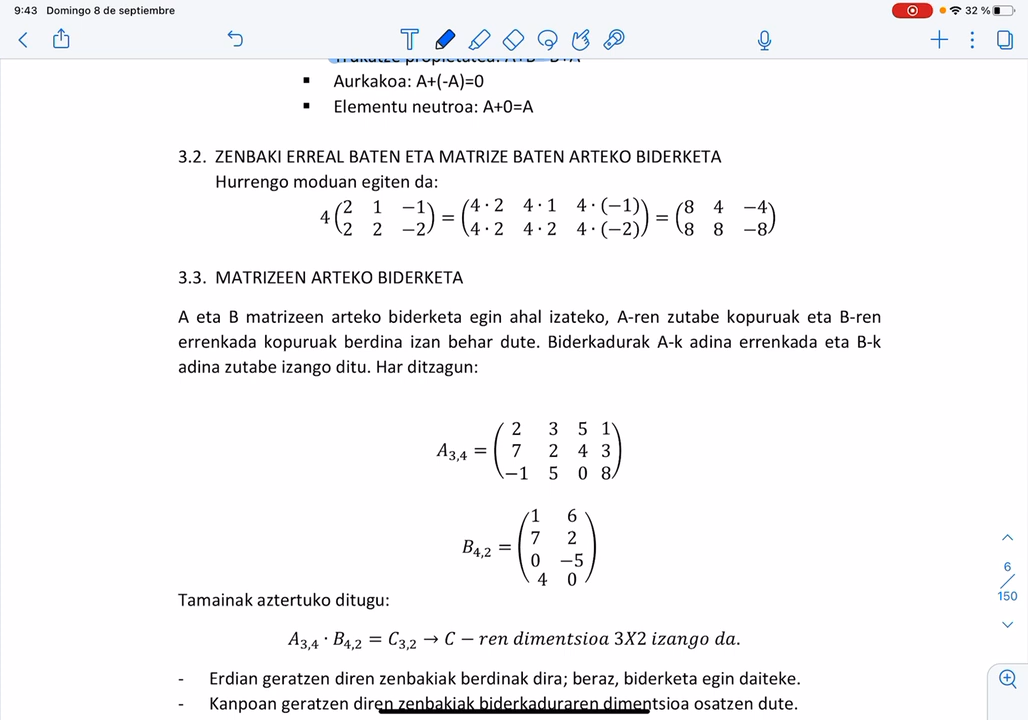 9:43 Domingo 8 de septiembre
32 %
Trukatze propietatea: A+B=B+A
▪ Aurkakoa: A+(-A)=0
▪ Elementu neutroa: A+0=A
3.2. ZENBAKI ERREAL BATEN ETA MATRIZE BATEN ARTEKO BIDERKETA
Hurrengo moduan egiten da:
4 (2 1 −1; 2 2 −2) = (4·2 4·1 4·(−1); 4·2 4·2 4·(−2)) = (8 4 −4; 8 8 −8)
3.3. MATRIZEEN ARTEKO BIDERKETA
A eta B matrizeen arteko biderketa egin ahal izateko, A-ren zutabe kopuruak eta B-ren
errenkada kopuruak berdina izan behar dute. Biderkadurak A-k adina errenkada eta B-k
adina zutabe izango ditu. Har ditzagun:
2 3 5 1
A3,4 = 7 2 4 3
−1 5 0 8
1 6
7 2
B4,2 =
0 −5
4 0
6
150
Tamainak aztertuko ditugu:
A3,4 · B4,2 = C3,2 → C − ren dimentsioa 3X2 izango da.
- Erdian geratzen diren zenbakiak berdinak dira; beraz, biderketa egin daiteke.
- Kanpoan geratzen diren zenbakiak biderkaduraren dimentsioa osatzen dute.